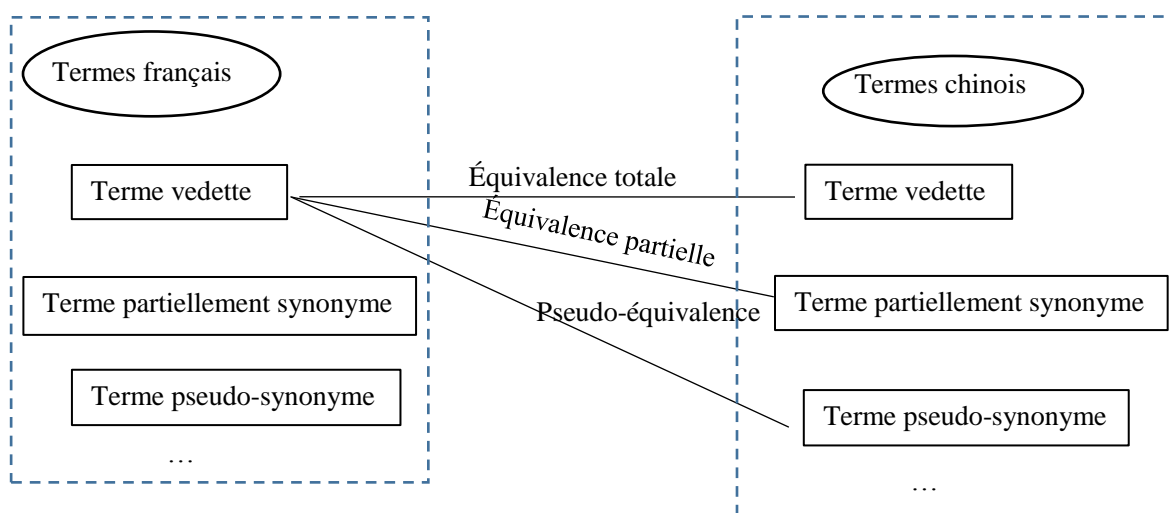 Termes français
Termes chinois
Terme vedette
Équivalence totale
Terme vedette
Équivalence partielle
Terme partiellement synonyme
Pseudo-équivalence
Terme partiellement synonyme
Terme pseudo-synonyme
Terme pseudo-synonyme
…
…